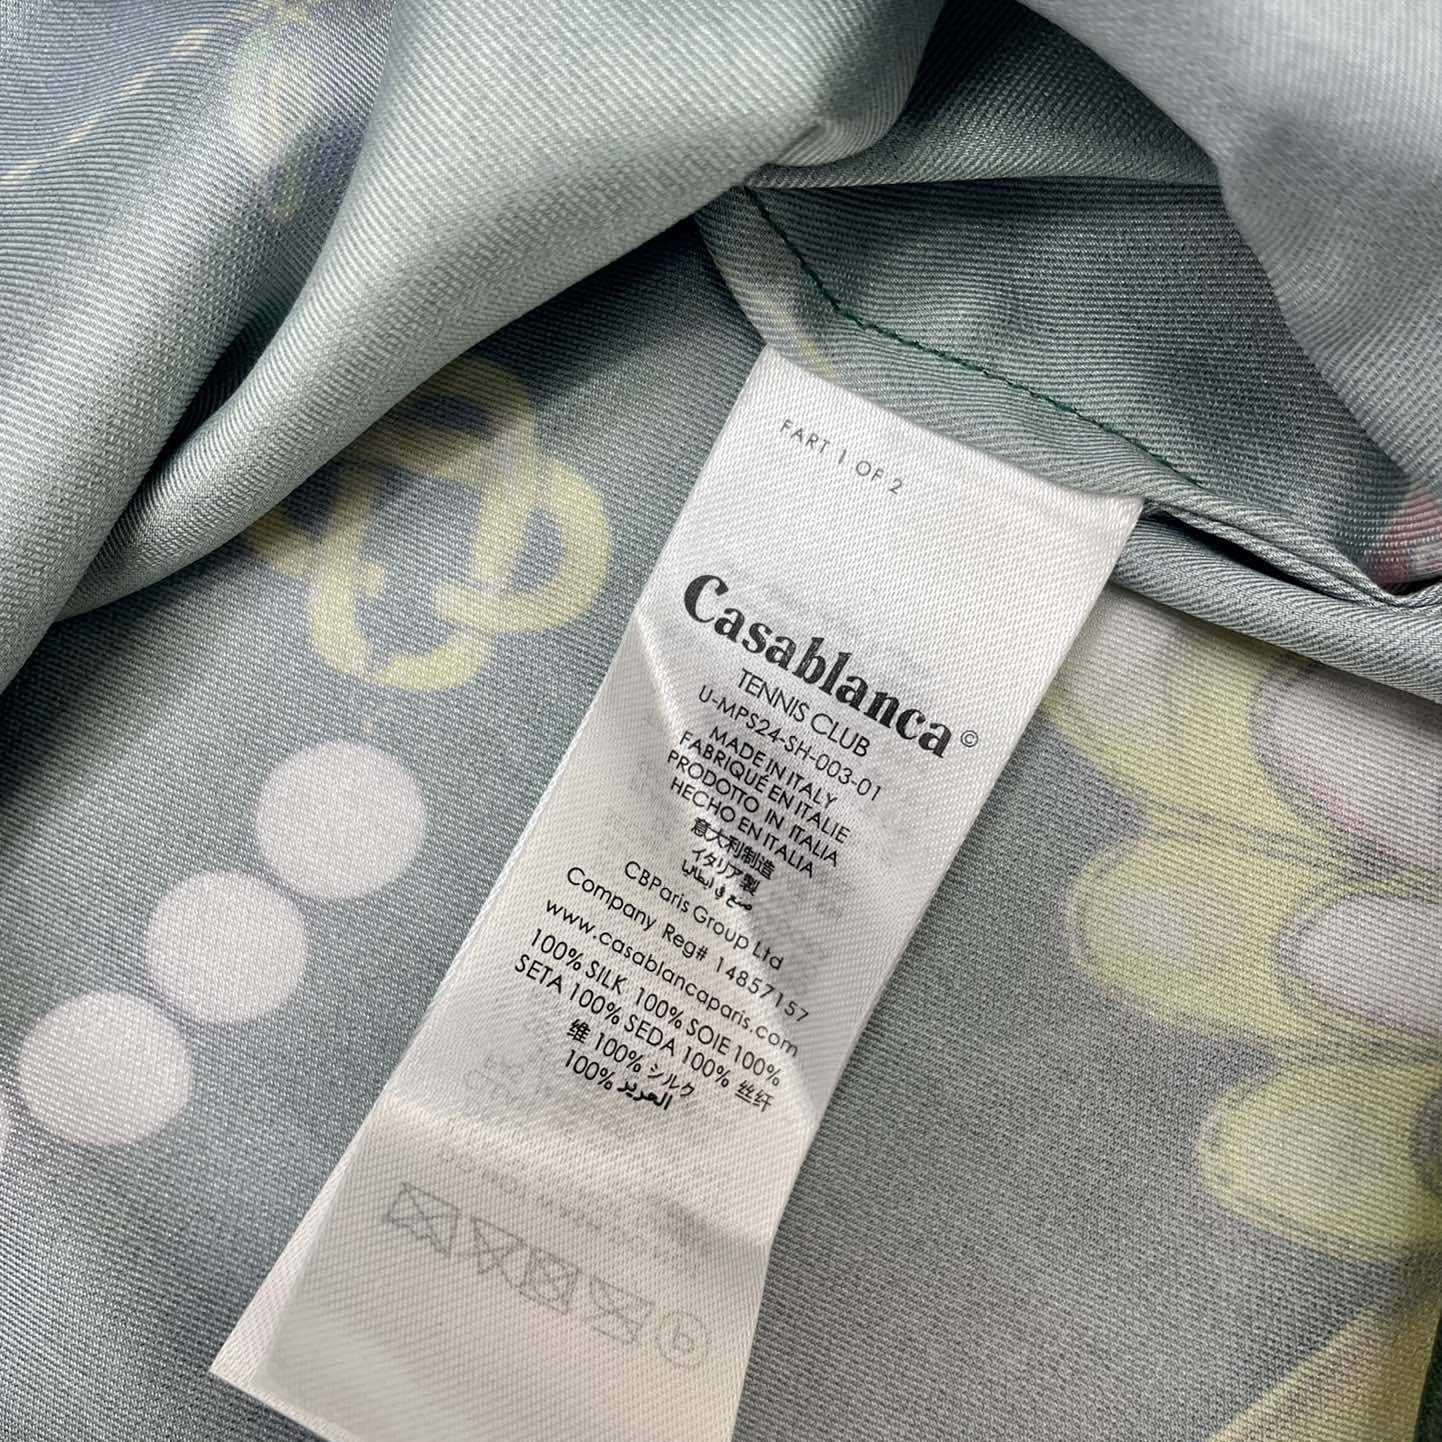 FART 1 OF 2
Casablanca ©
TENNIS CLUB
U-MPS24-SH-003-01
MADE IN ITALY
FABRIQUÉ EN ITALIE
PRODOTTO IN ITALIA
HECHO EN ITALIA
意大利制造
イタリア製
صنع في إيطاليا
CBParis Group Ltd
Company Reg# 14857157
www.casablancaparis.com
100% SILK 100% SOIE 100%
SETA 100% SEDA 100% 丝纤
维 100% シルク
100% الحرير